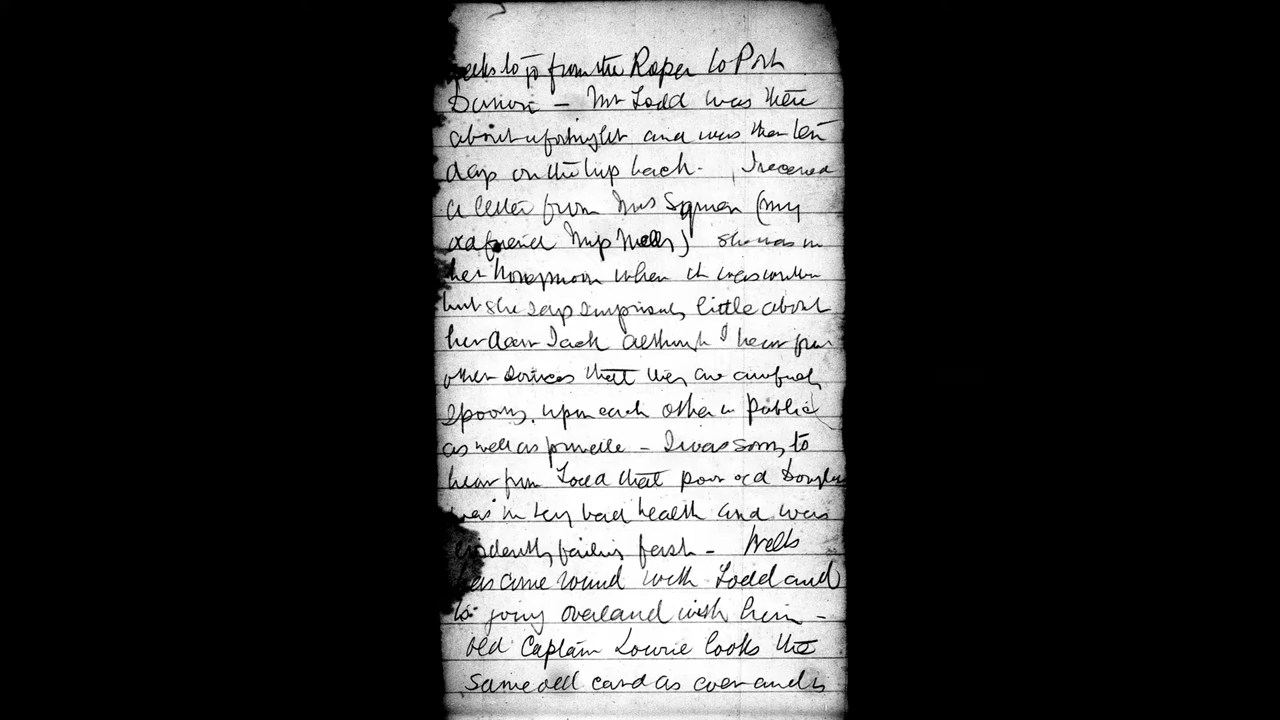 weeks to go from the Roper to Port
Darwin — Mr Todd was there
about a fortnight and was then ten
days on the trip back. I received
a letter from Mrs Squire (my
old friend Miss Mills) She was in
her honeymoon when it was written
but she says surprisingly little about
her dear Jack although I hear from
other sources that they are awfully
spoony upon each other in public
as well as private — I was sorry to
hear from Todd that poor old Douglas
was in very bad health and was
evidently failing fast — Wells
has come round with Todd and
is going overland with him —
old Captain Lowrie looks the
same old card as ever and is